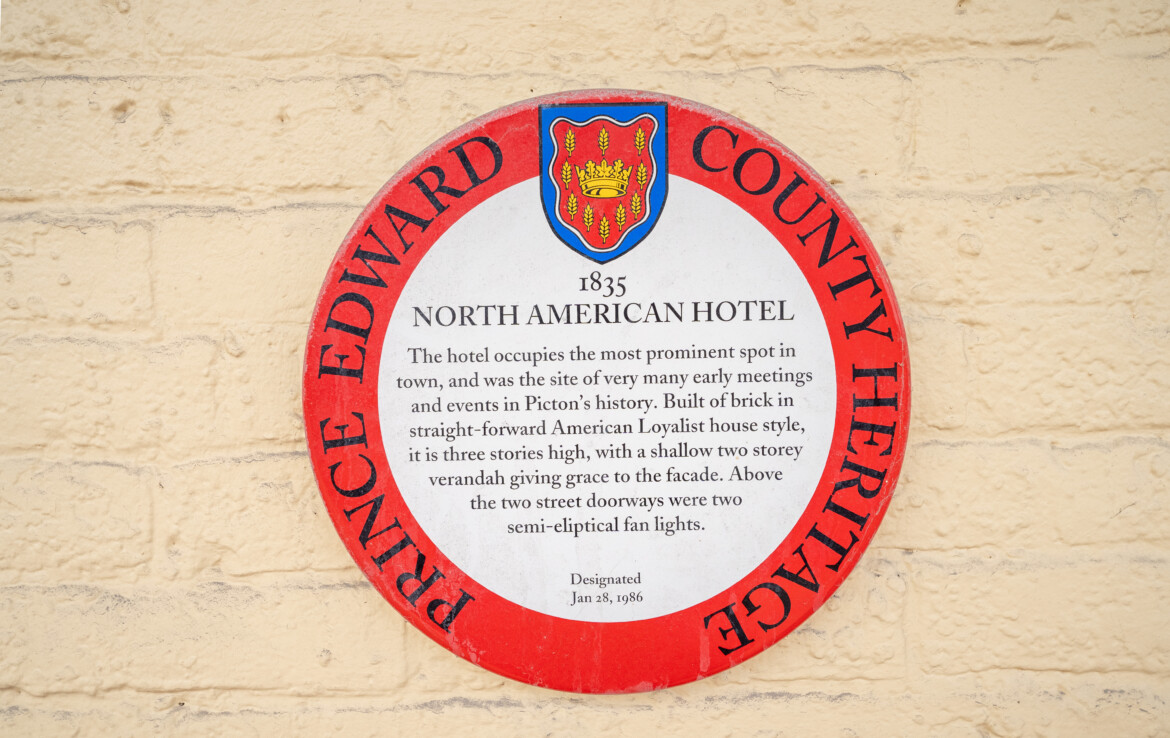 PRINCE EDWARD COUNTY HERITAGE
1835
NORTH AMERICAN HOTEL
The hotel occupies the most prominent spot in
town, and was the site of very many early meetings
and events in Picton's history. Built of brick in
straight-forward American Loyalist house style,
it is three stories high, with a shallow two storey
verandah giving grace to the facade. Above
the two street doorways were two
semi-eliptical fan lights.
Designated
Jan 28, 1986